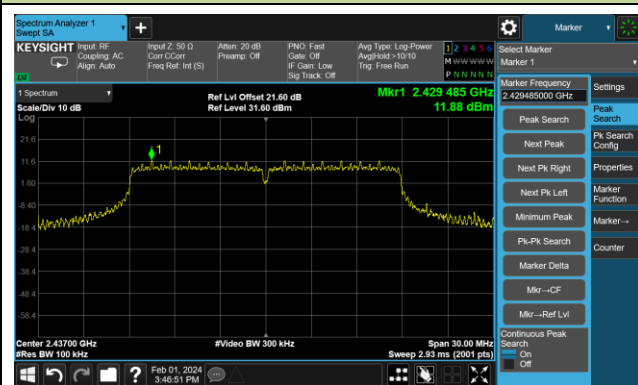 Spectrum Analyzer 1
Swept SA
+
Marker
KEYSIGHT
Input: RF
Coupling: AC
Align: Auto
Input Z: 50 Ω
Corr CCorr
Freq Ref: Int (S)
Atten: 20 dB
Preamp: Off
PNO: Fast
Gate: Off
IF Gain: Low
Sig Track: Off
Avg Type: Log-Power
Avg|Hold:>10/10
Trig: Free Run
1 2 3 4 5 6
M W W W W W
P N N N N N
Select Marker
Marker 1
LXI
1 Spectrum
Scale/Div 10 dB
Log
Ref Lvl Offset 21.60 dB
Ref Level 31.60 dBm
Mkr1 2.429 485 GHz
11.88 dBm
21.6
11.6
1.60
-8.40
-18.4
-28.4
-38.4
-48.4
-58.4
1
Center 2.43700 GHz
#Res BW 100 kHz
#Video BW 300 kHz
Span 30.00 MHz
Sweep 2.93 ms (2001 pts)
Marker Frequency
2.429485000 GHz
Peak Search
Next Peak
Next Pk Right
Next Pk Left
Minimum Peak
Pk-Pk Search
Marker Delta
Mkr→CF
Mkr→Ref Lvl
Continuous Peak
Search
On
Off
Settings
Peak
Search
Pk Search
Config
Properties
Marker
Function
Marker→
Counter
?
Feb 01, 2024
3:46:51 PM